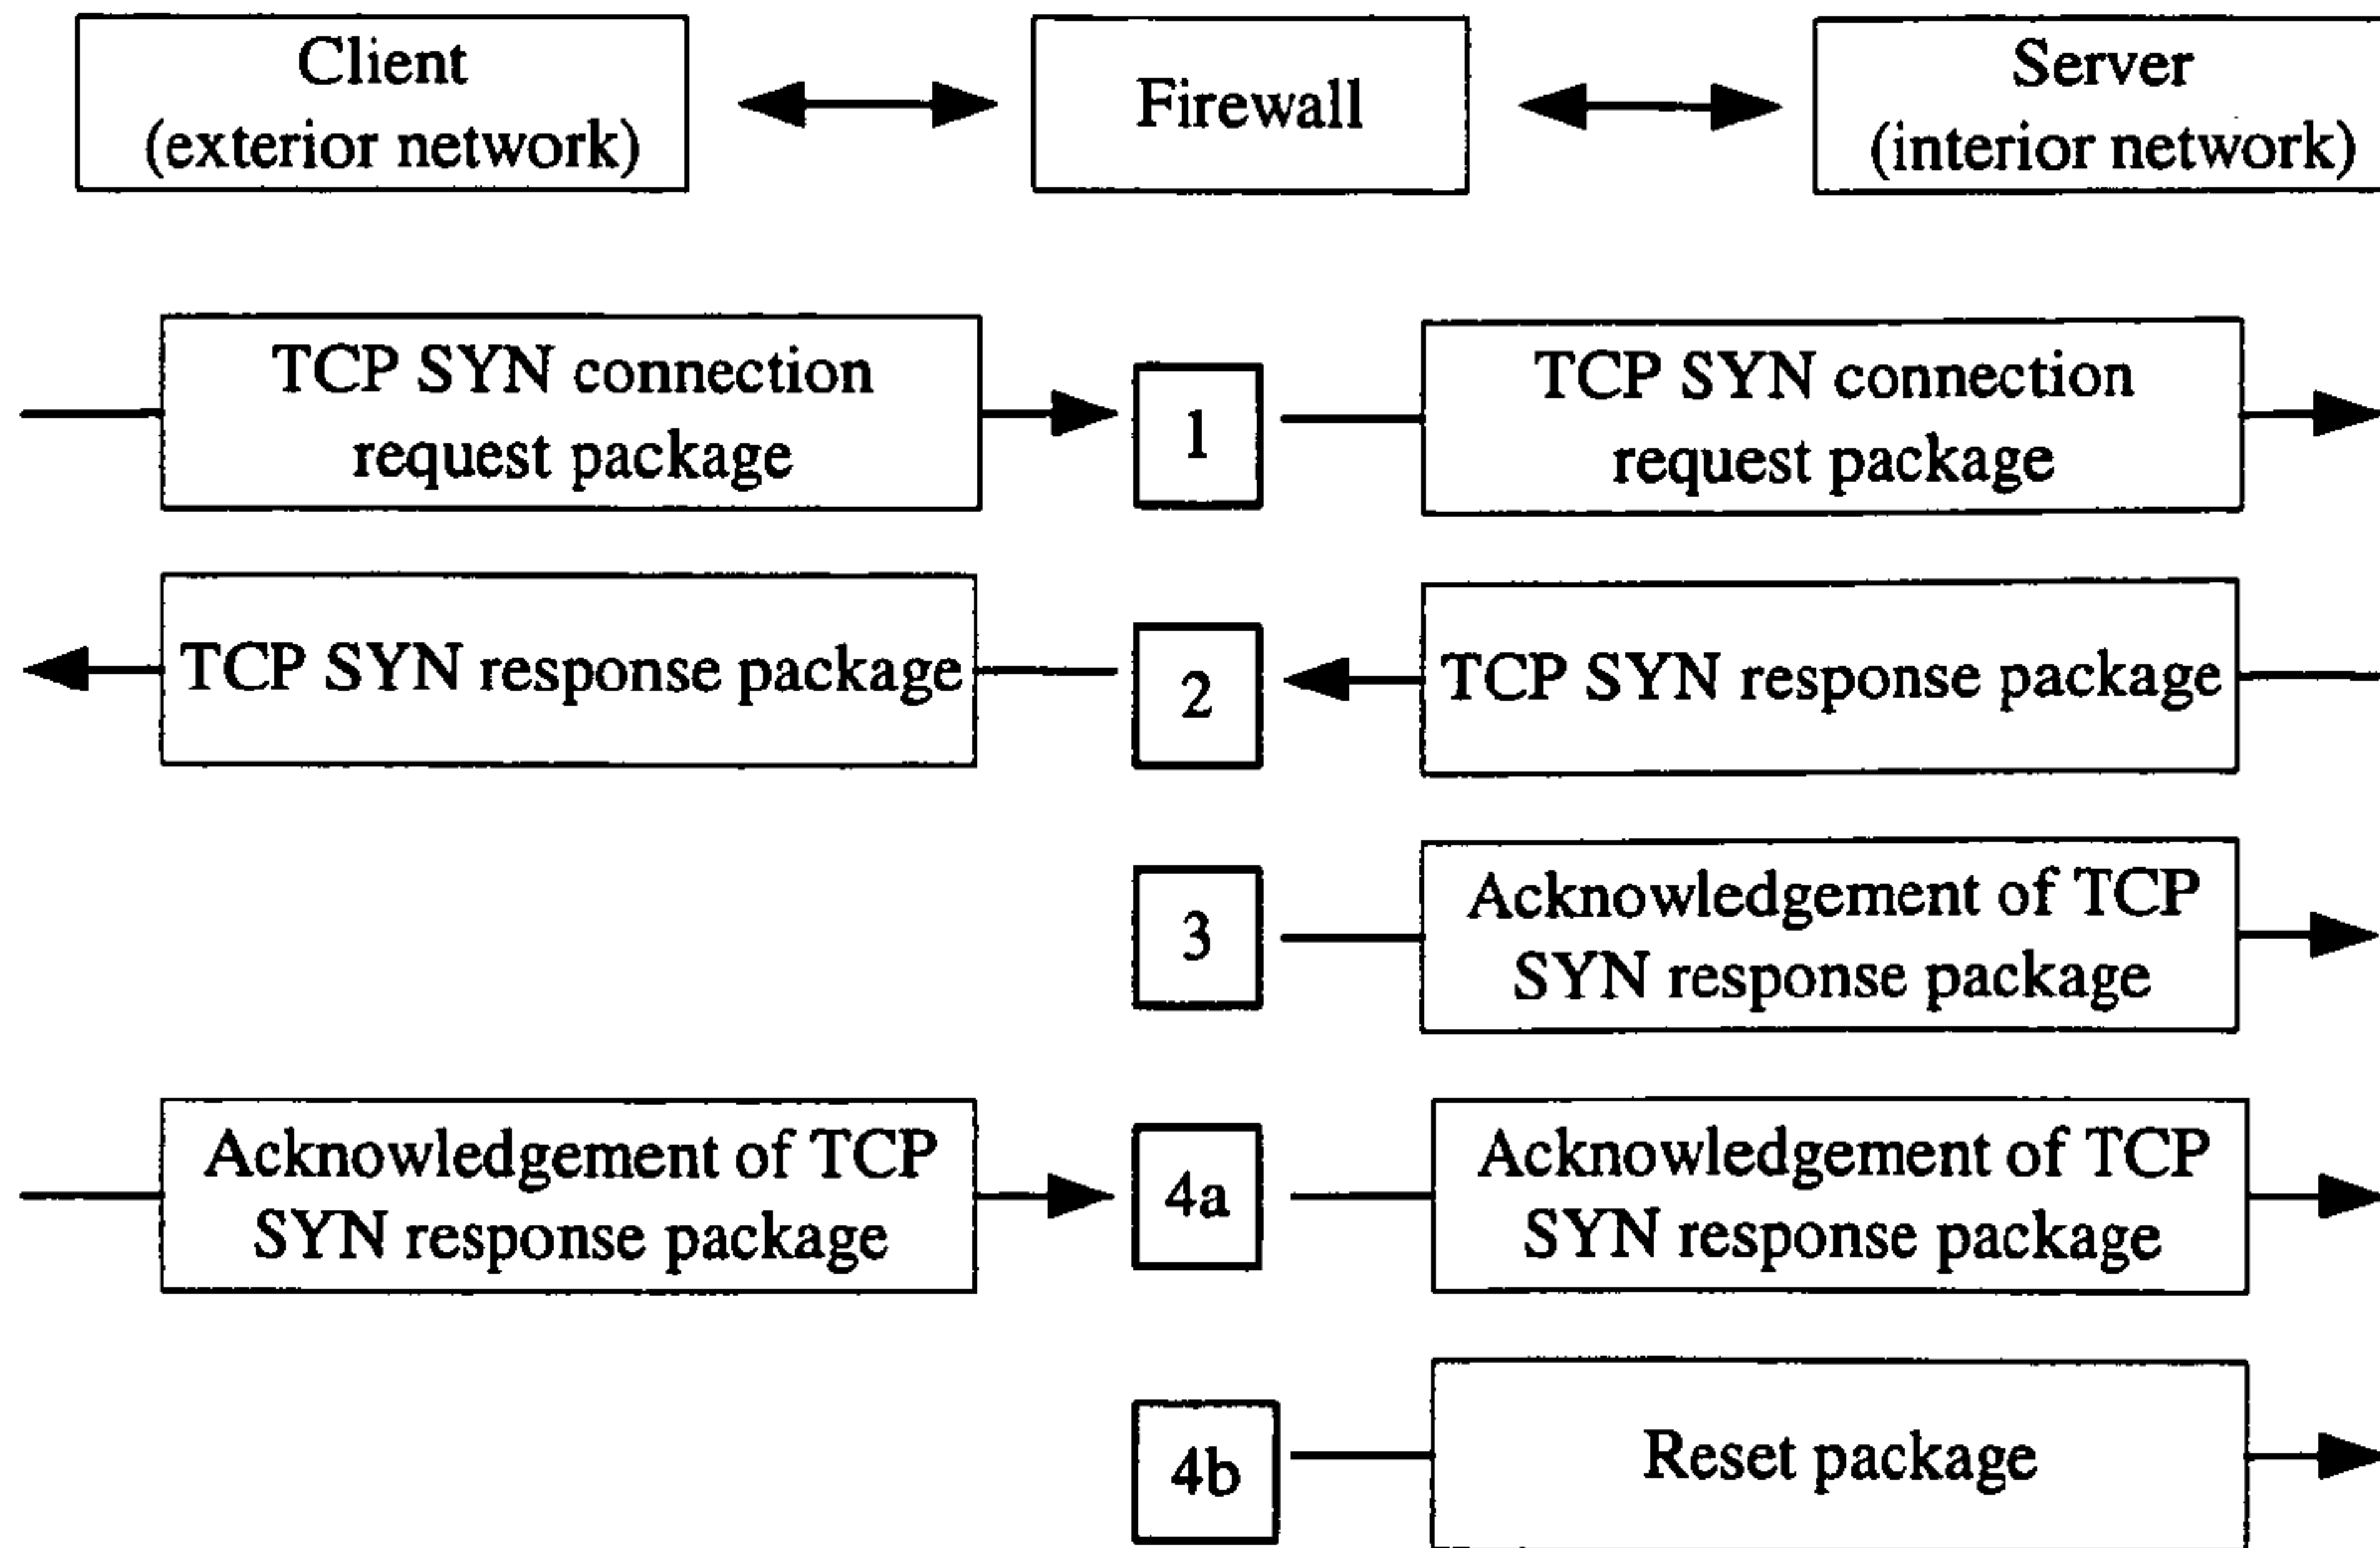 Client
(exterior network)
Firewall
Server
(interior network)
TCP SYN connection
request package
1
TCP SYN connection
request package
TCP SYN response package
2
TCP SYN response package
3
Acknowledgement of TCP
SYN response package
Acknowledgement of TCP
SYN response package
4a
Acknowledgement of TCP
SYN response package
4b
Reset package